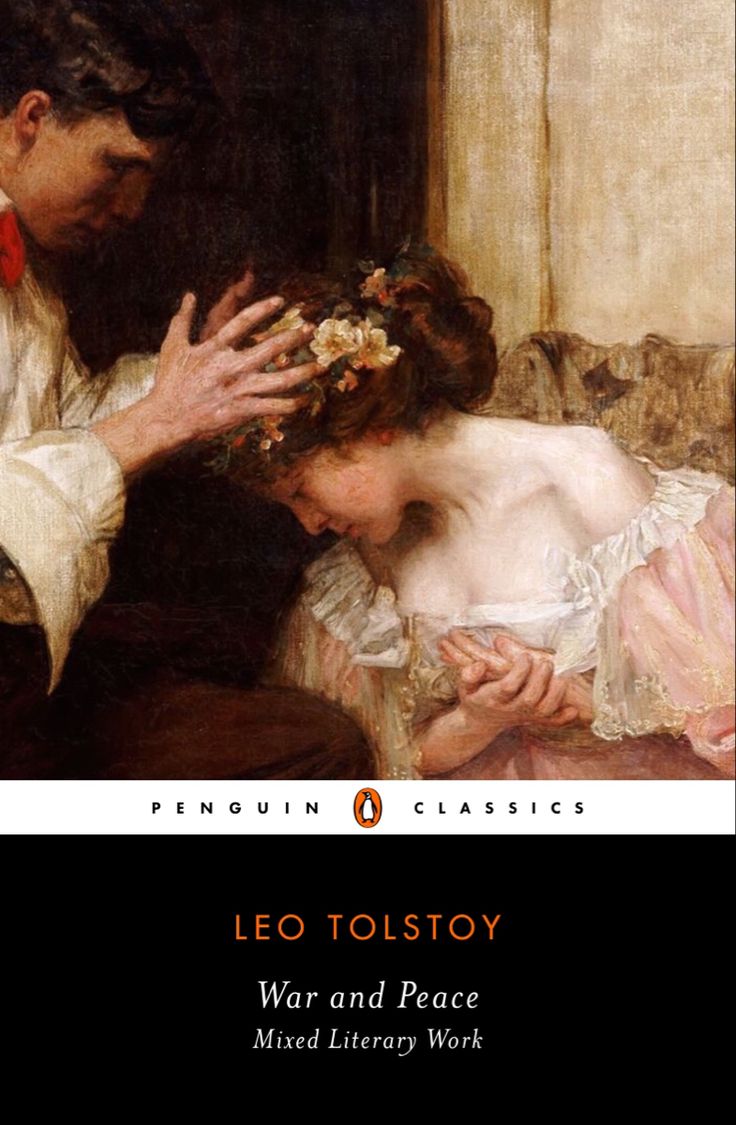 PENGUIN CLASSICS
LEO TOLSTOY
War and Peace
Mixed Literary Work